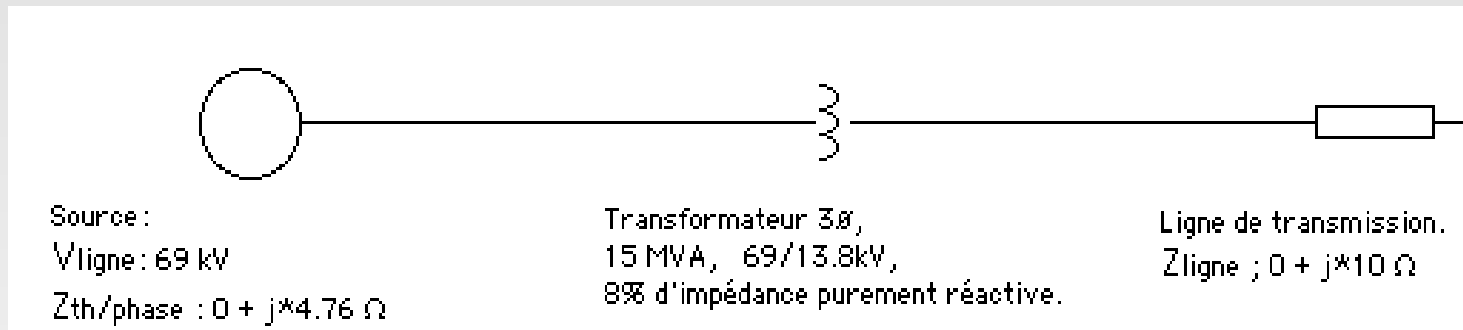 Source :
Vligne : 69 kV
Zth/phase : 0 + j*4.76 Ω
Transformateur 3ø,
15 MVA, 69/13.8kV,
8% d'impédance purement réactive.
Ligne de transmission.
Zligne ; 0 + j*10 Ω